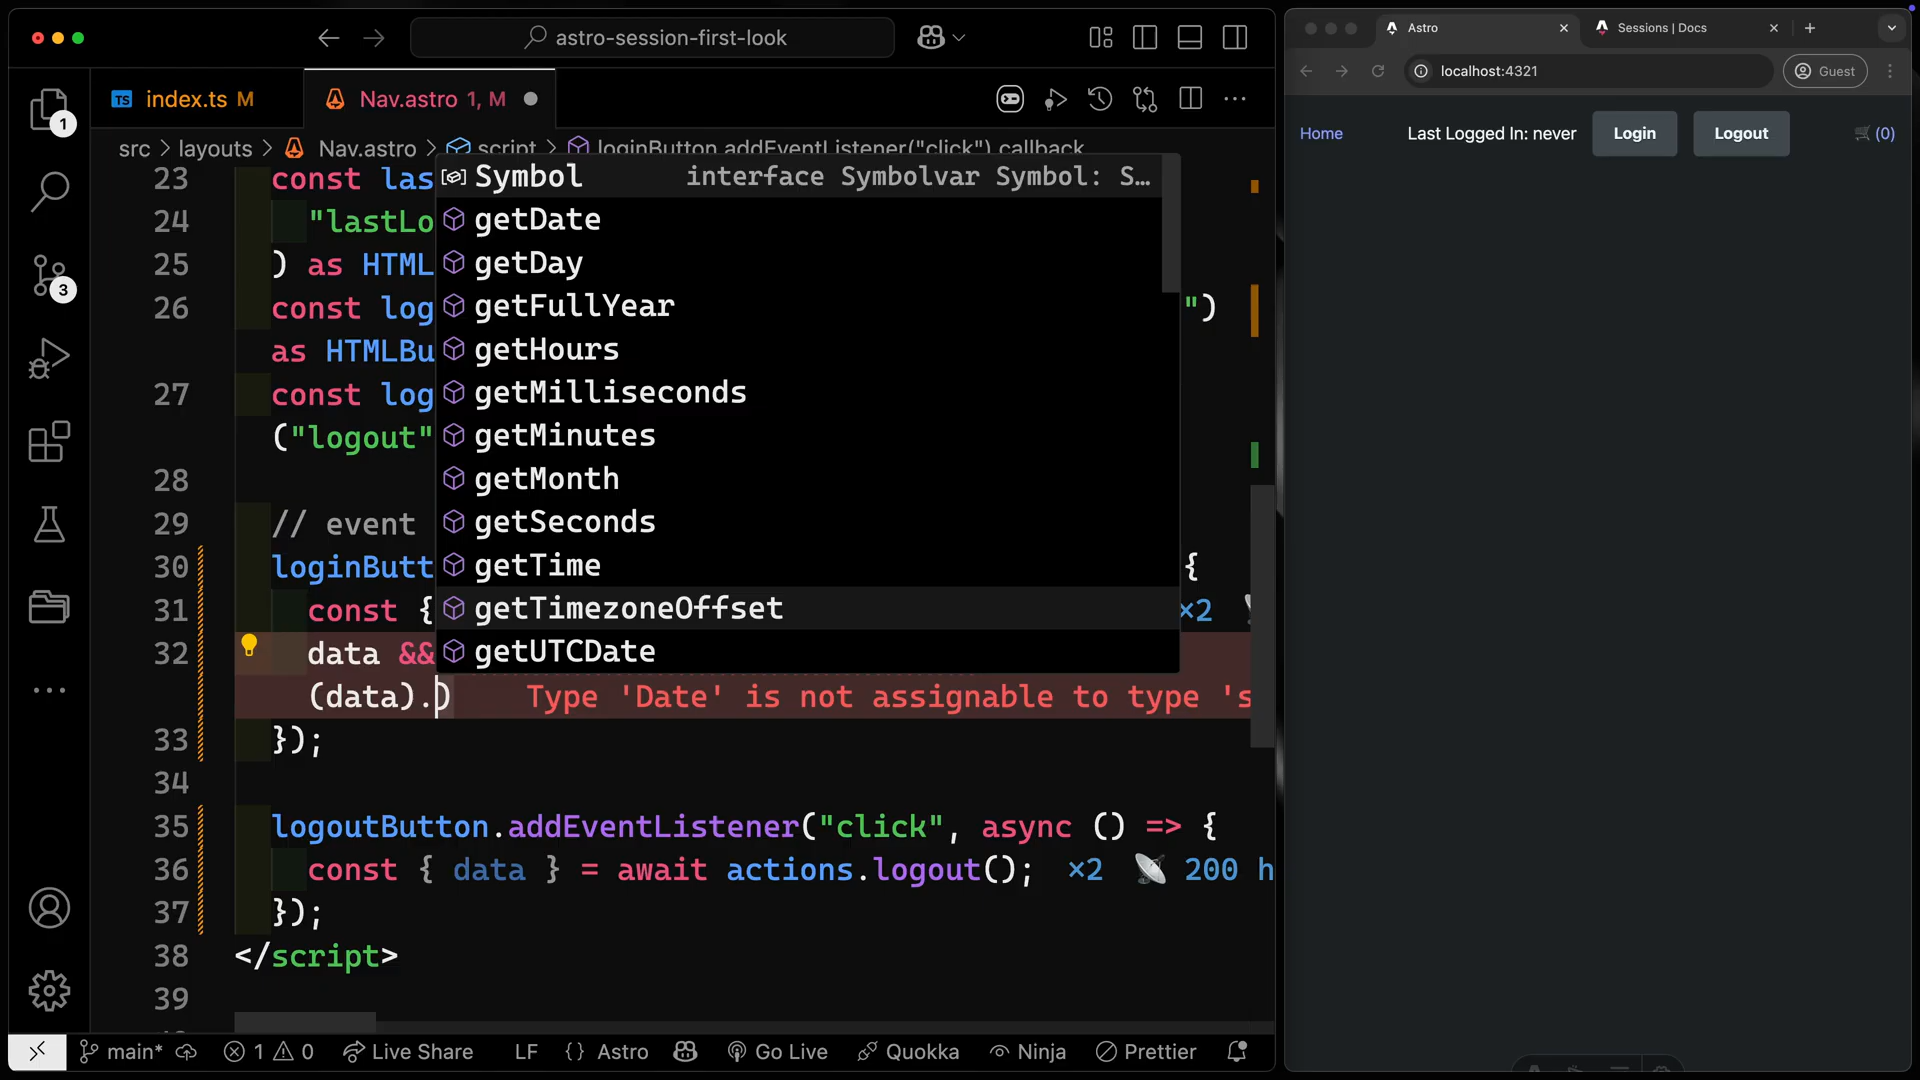 astro-session-first-look
TS index.ts M
Nav.astro 1, M
src > layouts > Nav.astro > script > loginButton.addEventListener("click") callback
23 const las
24 "lastLo
25 ) as HTML
26 const log ")
as HTMLBu
27 const log
("logout"
28
29 // event
30 loginButt {
31 const { ×2
32 data &&
(data).) Type 'Date' is not assignable to type 's
33 });
34
35 logoutButton.addEventListener("click", async () => {
36 const { data } = await actions.logout(); ×2 200 h
37 });
38 </script>
39
Symbol interface Symbolvar Symbol: S…
getDate
getDay
getFullYear
getHours
getMilliseconds
getMinutes
getMonth
getSeconds
getTime
getTimezoneOffset
getUTCDate
1
3
main* 1 0 Live Share LF {} Astro Go Live Quokka Ninja Prettier
Astro
Sessions | Docs
localhost:4321
Guest
Home Last Logged In: never Login Logout (0)